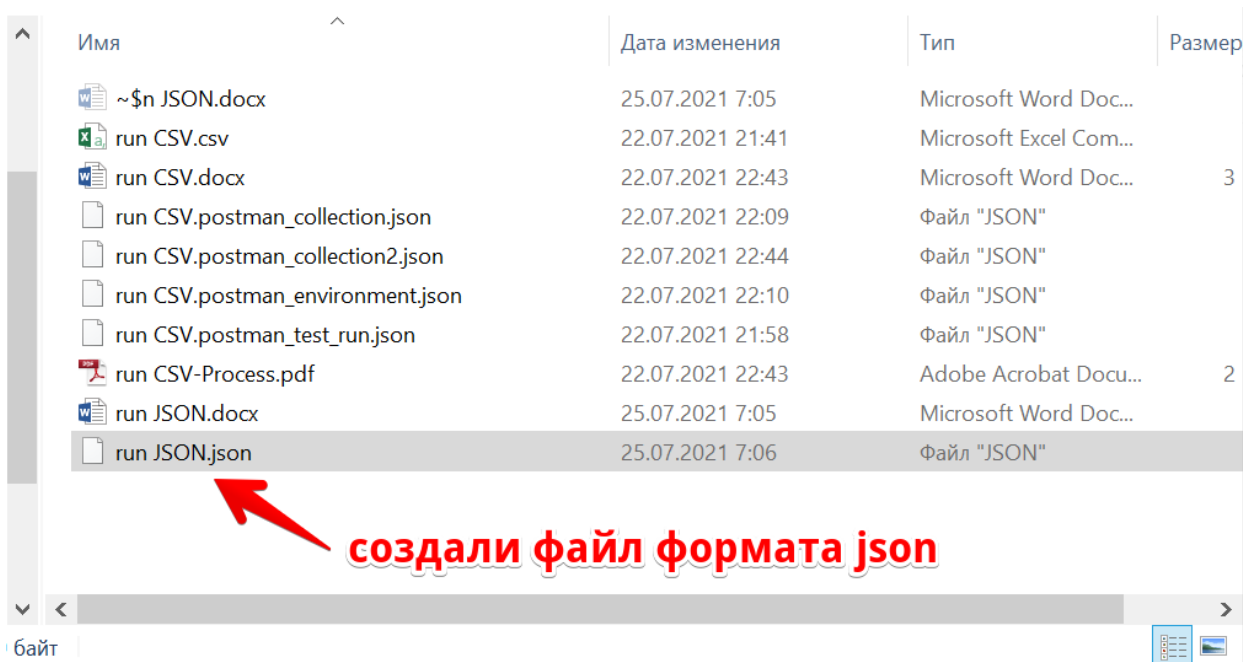 Имя Дата изменения Тип Размер
~$n JSON.docx 25.07.2021 7:05 Microsoft Word Doc...
run CSV.csv 22.07.2021 21:41 Microsoft Excel Com...
run CSV.docx 22.07.2021 22:43 Microsoft Word Doc... 3
run CSV.postman_collection.json 22.07.2021 22:09 Файл "JSON"
run CSV.postman_collection2.json 22.07.2021 22:44 Файл "JSON"
run CSV.postman_environment.json 22.07.2021 22:10 Файл "JSON"
run CSV.postman_test_run.json 22.07.2021 21:58 Файл "JSON"
run CSV-Process.pdf 22.07.2021 22:43 Adobe Acrobat Docu... 2
run JSON.docx 25.07.2021 7:05 Microsoft Word Doc...
run JSON.json 25.07.2021 7:06 Файл "JSON"
создали файл формата json
байт